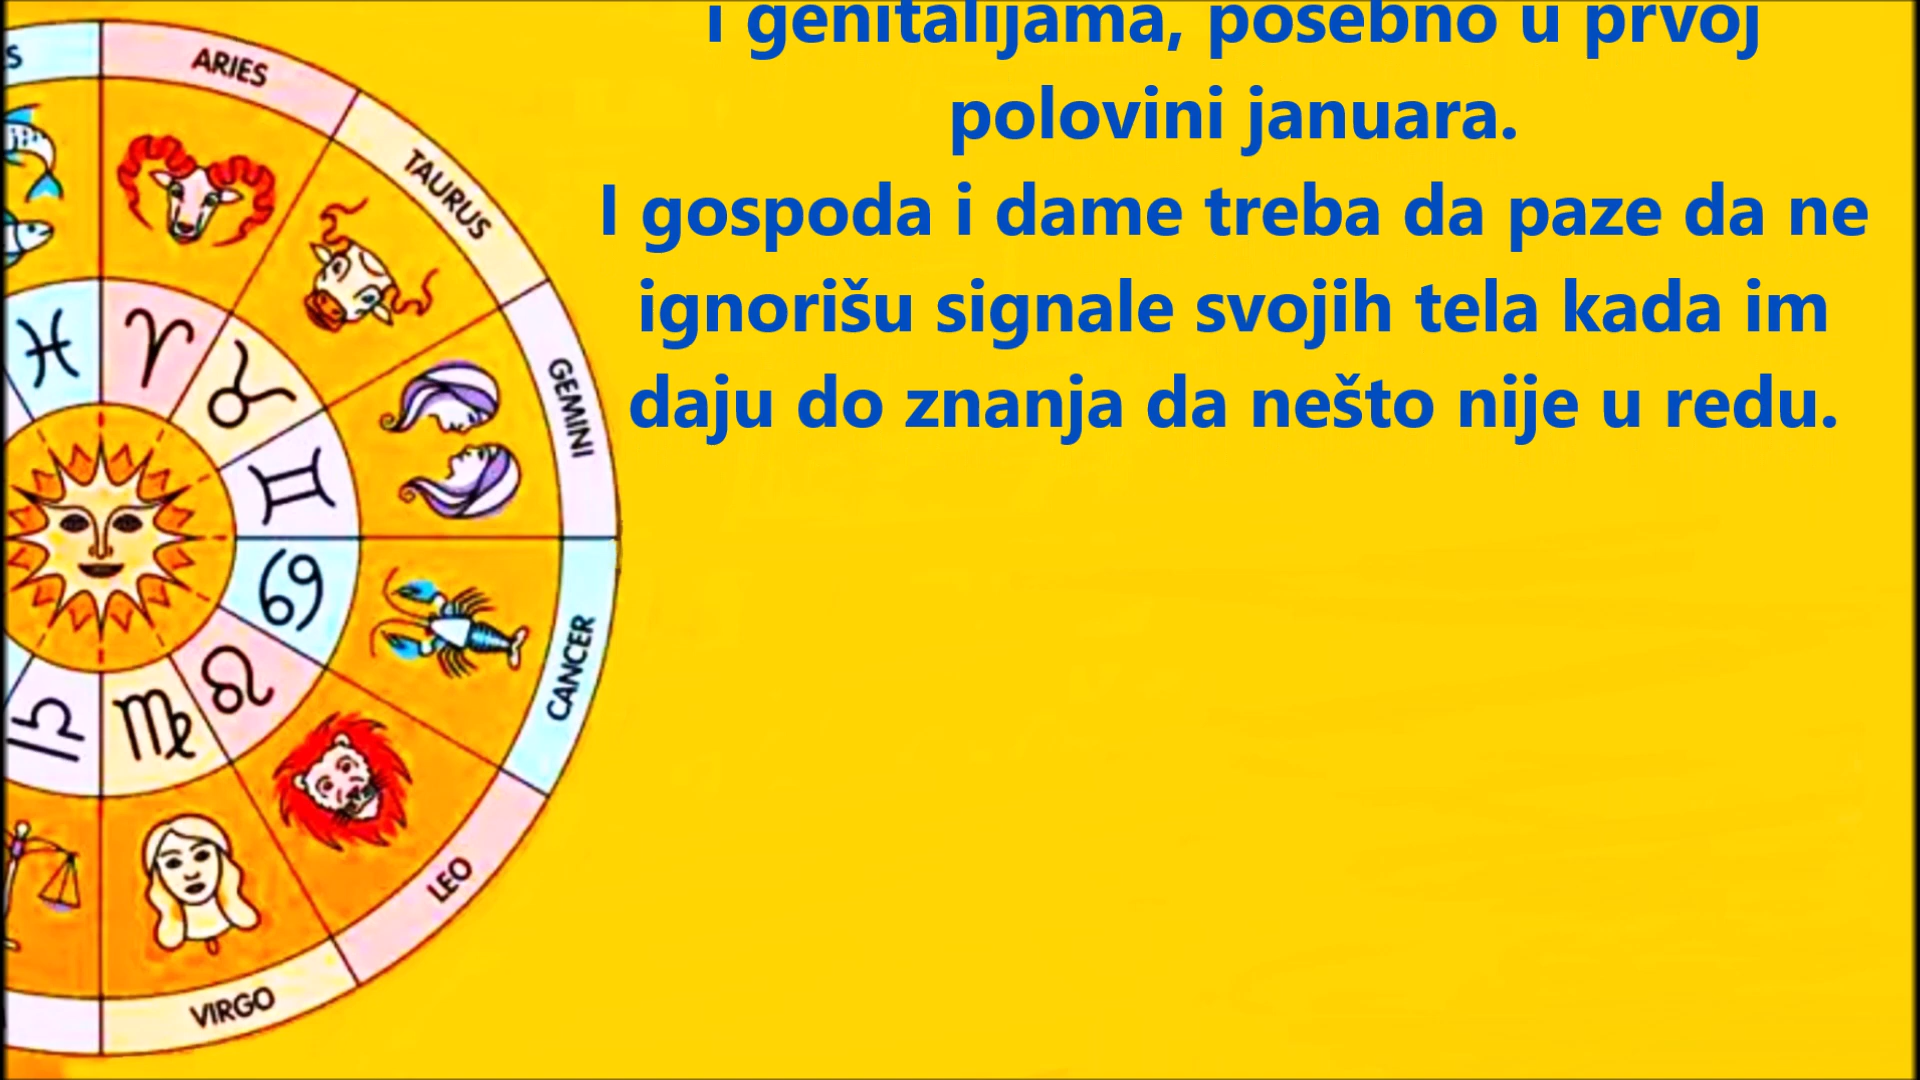 i genitalijama, posebno u prvoj
polovini januara.
I gospoda i dame treba da paze da ne
ignorišu signale svojih tela kada im
daju do znanja da nešto nije u redu.
S
ARIES
TAURUS
GEMINI
CANCER
LEO
VIRGO